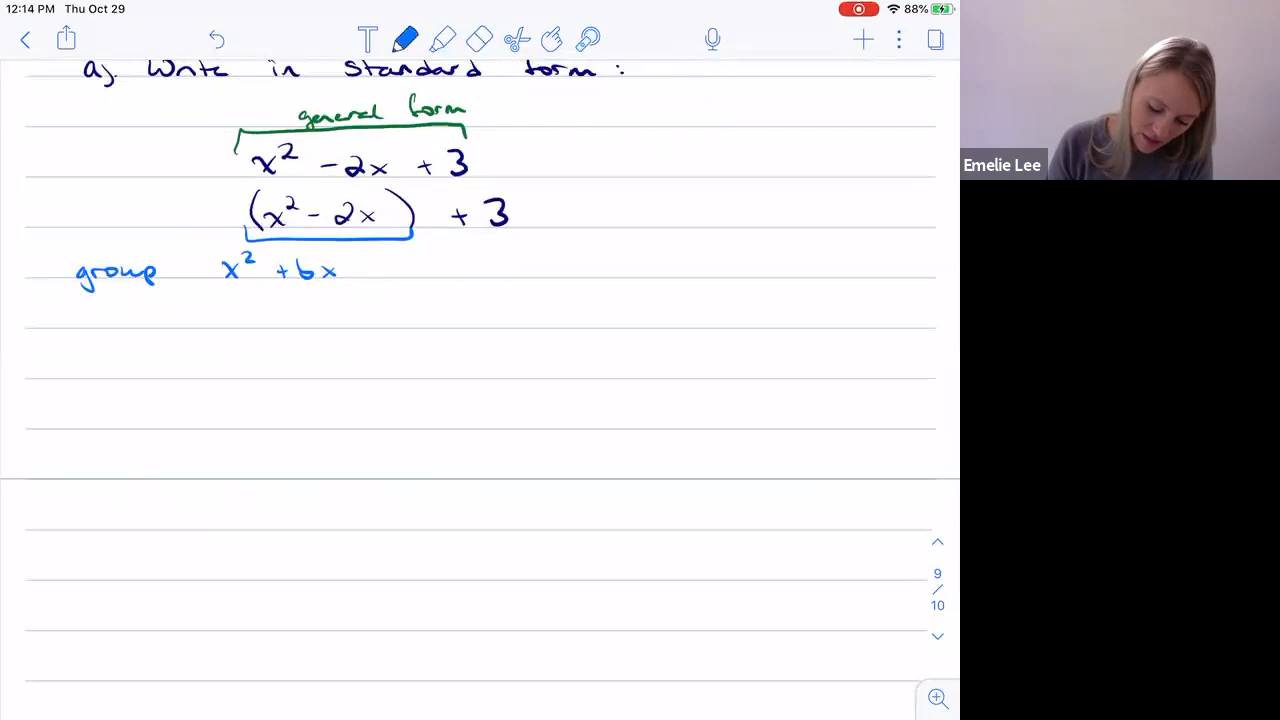 12:14 PM Thu Oct 29
88%
a). Write in standard form :
general form
x² - 2x + 3
(x² - 2x) + 3
group x² + bx
Emelie Lee
9
/
10